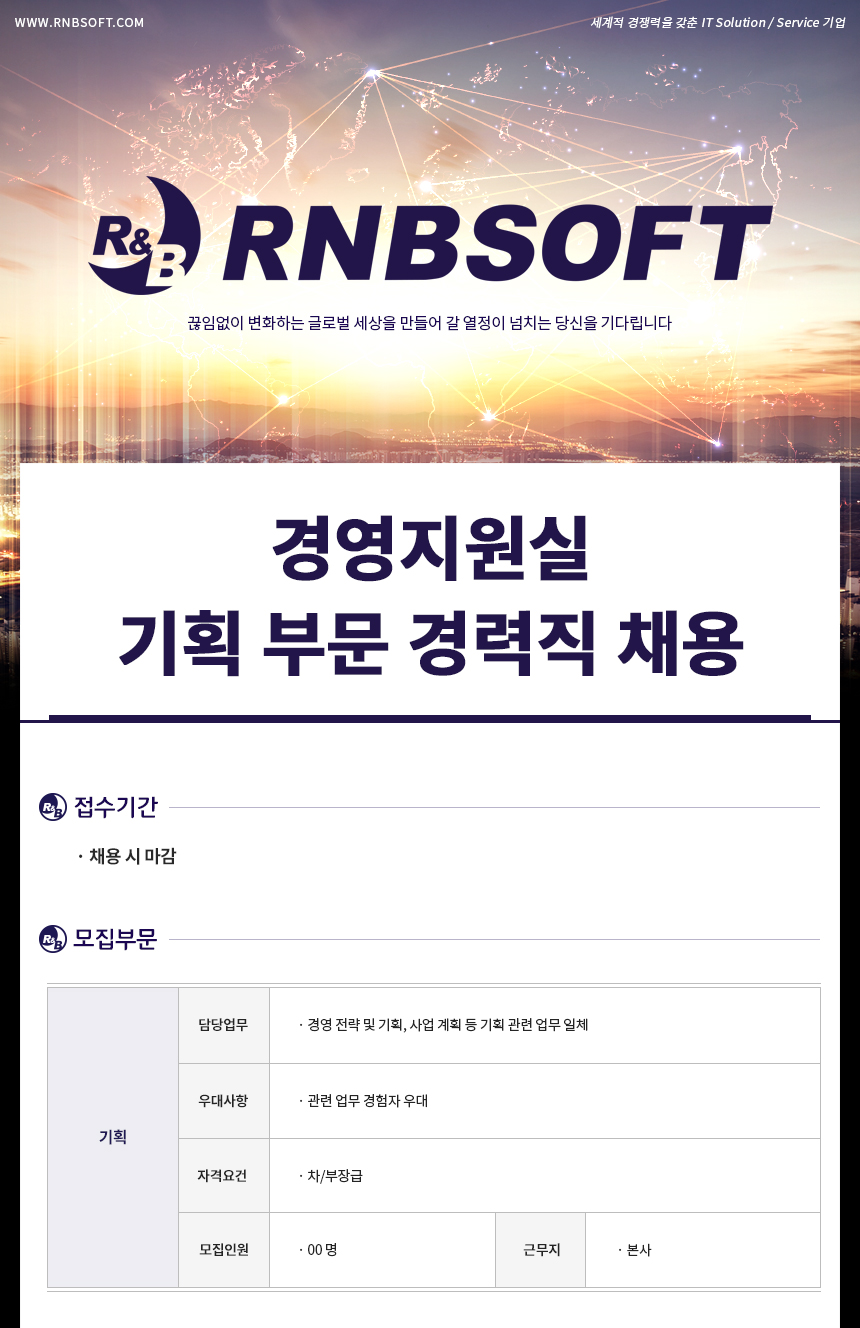 WWW.RNBSOFT.COM
세계적 경쟁력을 갖춘 IT Solution / Service 기업
R&B RNBSOFT
끊임없이 변화하는 글로벌 세상을 만들어 갈 열정이 넘치는 당신을 기다립니다
경영지원실
기획 부문 경력직 채용
R&B 접수기간
· 채용 시 마감
R&B 모집부문
기획
담당업무 · 경영 전략 및 기획, 사업 계획 등 기획 관련 업무 일체
우대사항 · 관련 업무 경험자 우대
자격요건 · 차/부장급
모집인원 · 00 명 근무지 · 본사